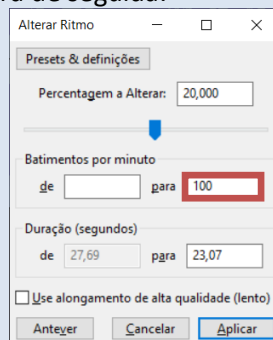 Alterar Ritmo
Presets & definições
Percentagem a Alterar: 20,000
Batimentos por minuto
de para 100
Duração (segundos)
de 27,69 para 23,07
Use alongamento de alta qualidade (lento)
Antever Cancelar Aplicar